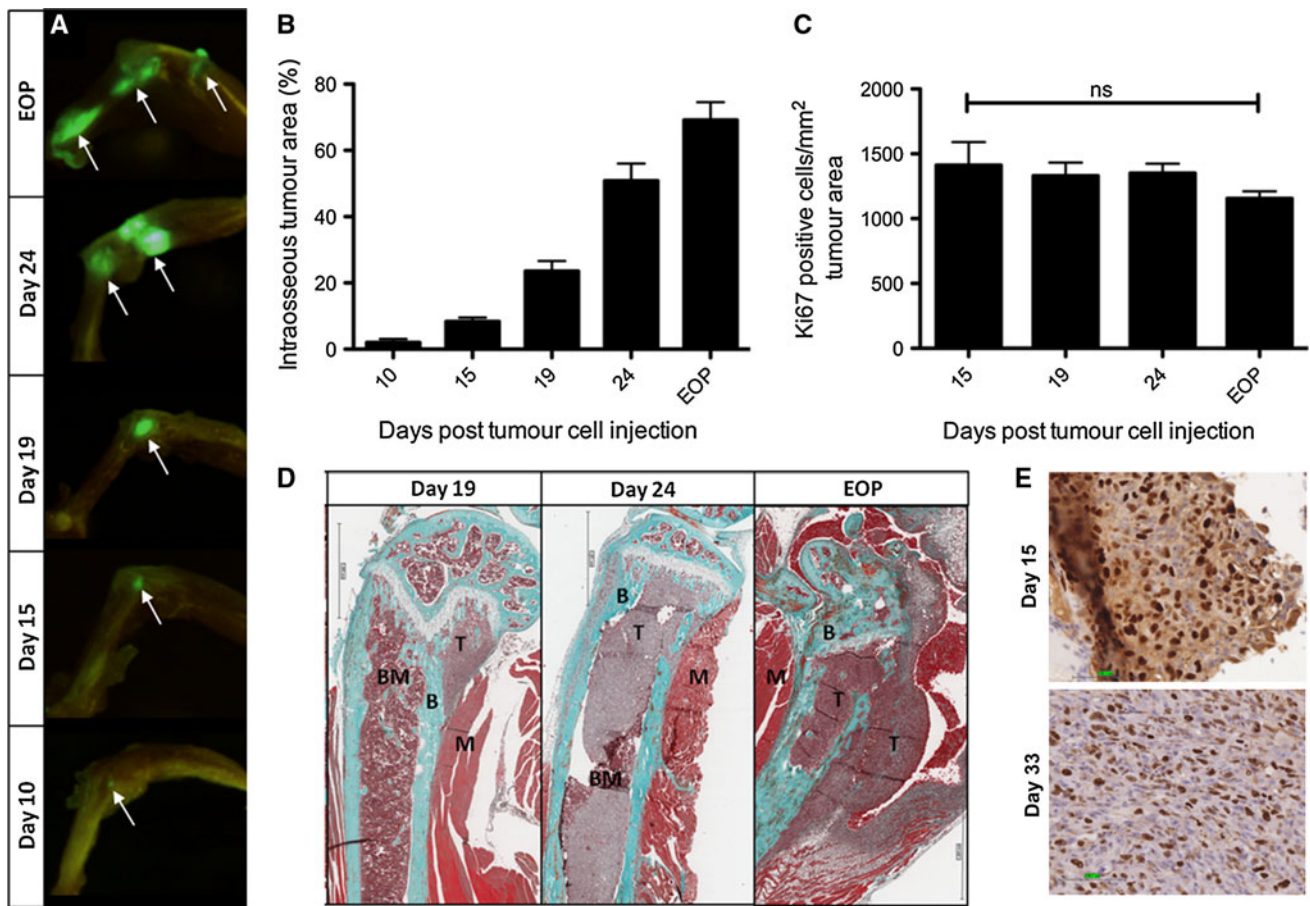 A
EOP
Day 24
Day 19
Day 15
Day 10
B
Intraosseous tumour area (%)
80
60
40
20
0
10
15
19
24
EOP
Days post tumour cell injection
C
Ki67 positive cells/mm²
tumour area
2000
1500
1000
500
0
ns
15
19
24
EOP
Days post tumour cell injection
D
Day 19
Day 24
EOP
T
BM
B
M
B
T
M
BM
B
M
T
T
E
Day 15
Day 33